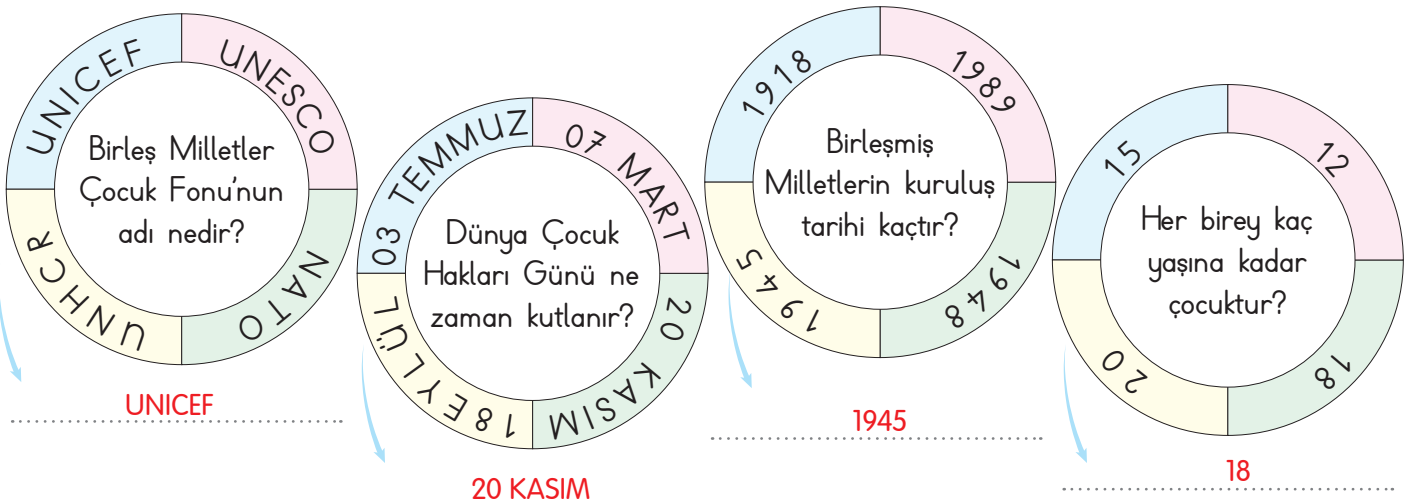 UNICEF
UNESCO
Birleş Milletler
Çocuk Fonu'nun
adı nedir?
UNHCR
NATO
UNICEF
03 TEMMUZ
07 MART
Dünya Çocuk
Hakları Günü ne
zaman kutlanır?
18EYLÜL
20 KASIM
20 KASIM
1918
1989
Birleşmiş
Milletlerin kuruluş
tarihi kaçtır?
1945
1948
1945
15
12
Her birey kaç
yaşına kadar
çocuktur?
20
18
18